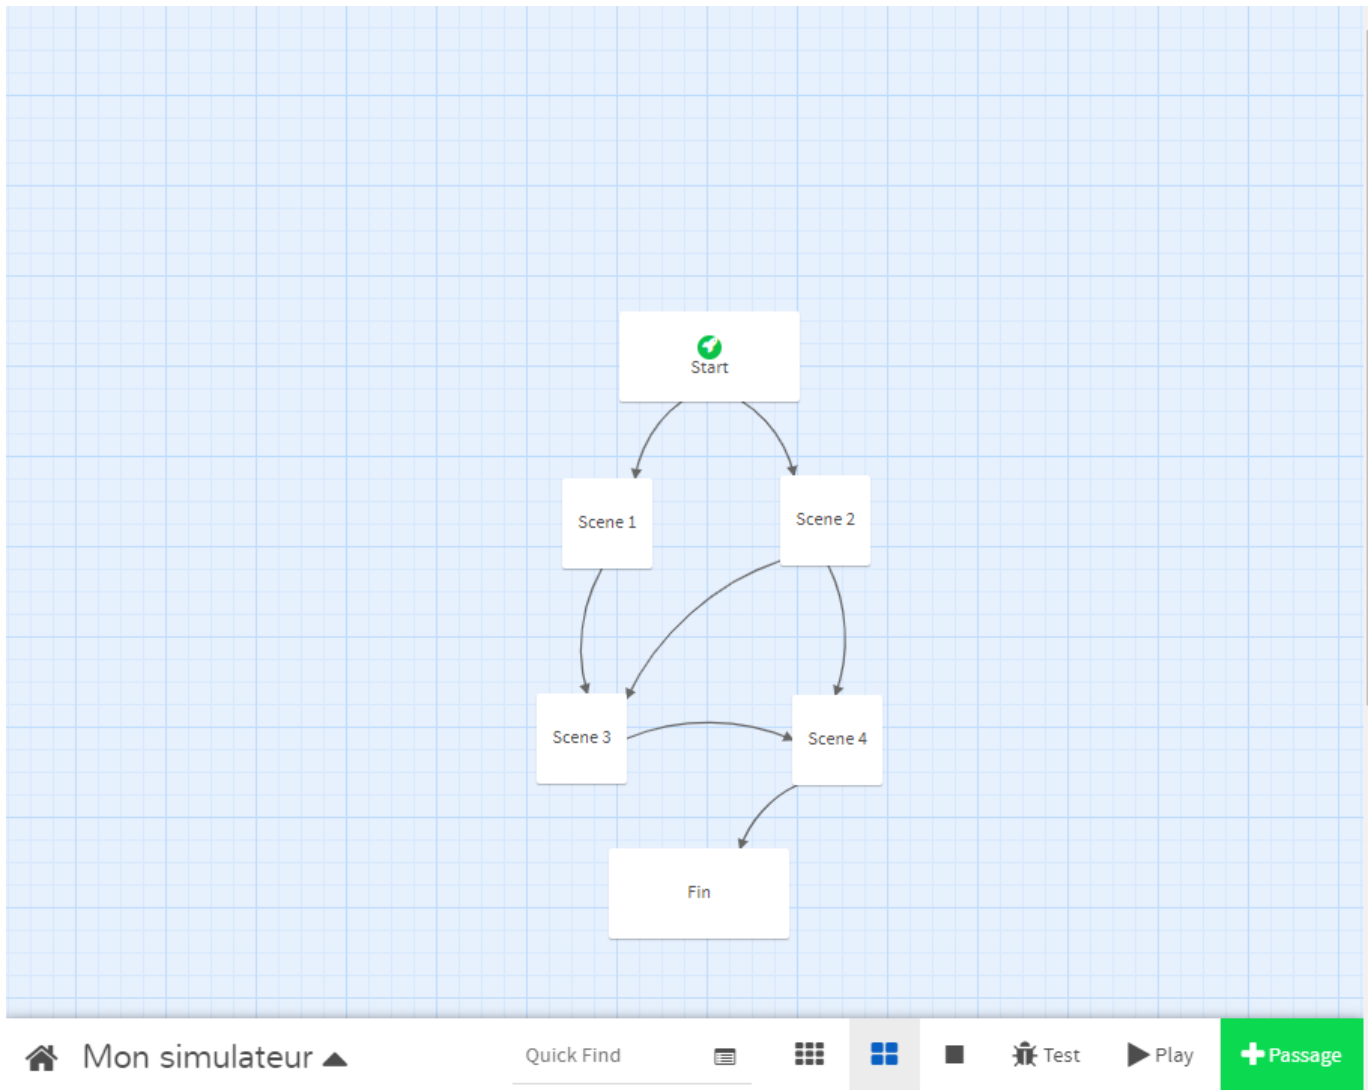 Start
Scene 1
Scene 2
Scene 3
Scene 4
Fin
Mon simulateur
Quick Find
Test
Play
Passage